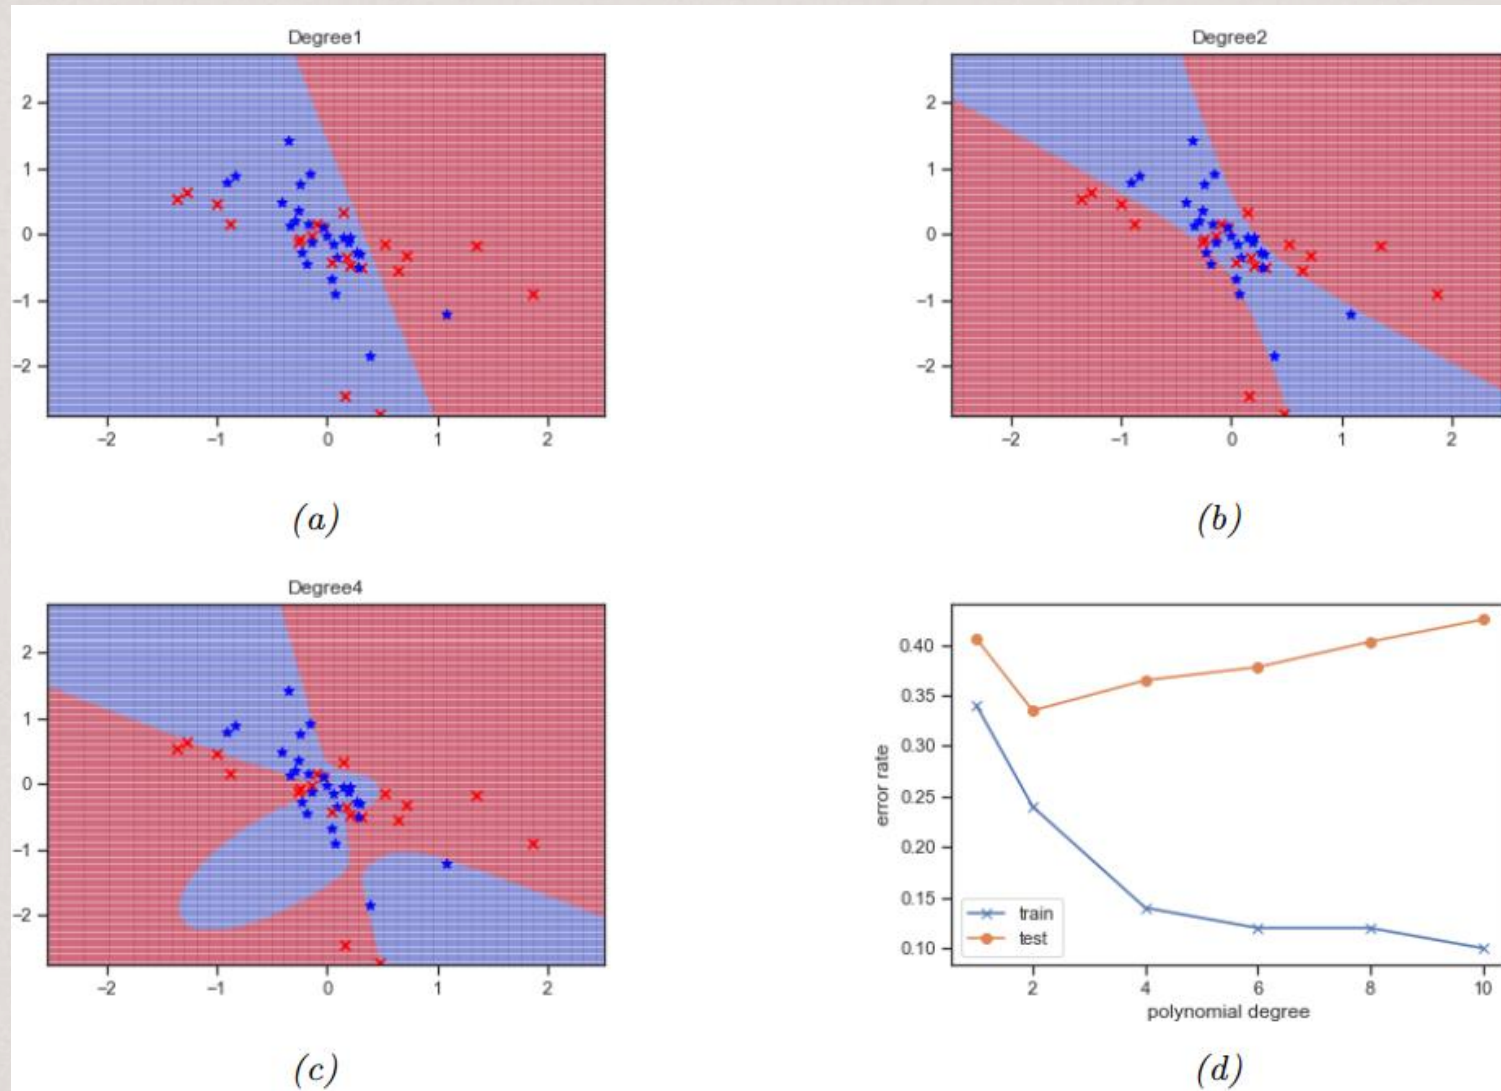 Degree1
2
1
0
−1
−2
−2 −1 0 1 2
(a)
Degree2
2
1
0
−1
−2
−2 −1 0 1 2
(b)
Degree4
2
1
0
−1
−2
−2 −1 0 1 2
(c)
0.40
0.35
0.30
0.25
0.20
0.15
0.10
error rate
train
test
2 4 6 8 10
polynomial degree
(d)